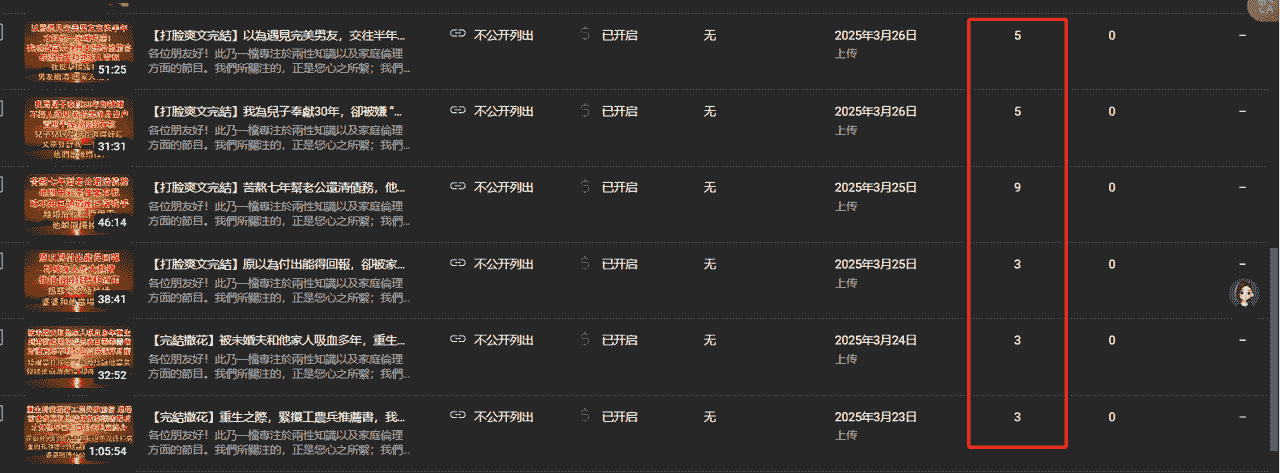 【打脸爽文完結】以為遇見完美男友，交往半年... 不公开列出 已开启 无 2025年3月26日 5 0 –
各位朋友好！此乃一檔專注於兩性知識以及家庭倫理 上传
方面的節目。我們所關注的，正是您心之所繫；我們...
51:25
【打脸爽文完結】我為兒子奉獻30年，卻被嫌“... 不公开列出 已开启 无 2025年3月26日 5 0 –
各位朋友好！此乃一檔專注於兩性知識以及家庭倫理 上传
方面的節目。我們所關注的，正是您心之所繫；我們...
31:31
【打脸爽文完結】苦熬七年幫老公還清債務，他... 不公开列出 已开启 无 2025年3月25日 9 0 –
各位朋友好！此乃一檔專注於兩性知識以及家庭倫理 上传
方面的節目。我們所關注的，正是您心之所繫；我們...
46:14
【打脸爽文完結】原以為付出能得回報，卻被家... 不公开列出 已开启 无 2025年3月25日 3 0 –
各位朋友好！此乃一檔專注於兩性知識以及家庭倫理 上传
方面的節目。我們所關注的，正是您心之所繫；我們...
38:41
【完結撒花】被未婚夫和他家人吸血多年，重生... 不公开列出 已开启 无 2025年3月24日 3 0 –
各位朋友好！此乃一檔專注於兩性知識以及家庭倫理 上传
方面的節目。我們所關注的，正是您心之所繫；我們...
32:52
【完結撒花】重生之際，緊攥工農兵推薦書，我... 不公开列出 已开启 无 2025年3月23日 3 0 –
各位朋友好！此乃一檔專注於兩性知識以及家庭倫理 上传
方面的節目。我們所關注的，正是您心之所繫；我們...
1:05:54